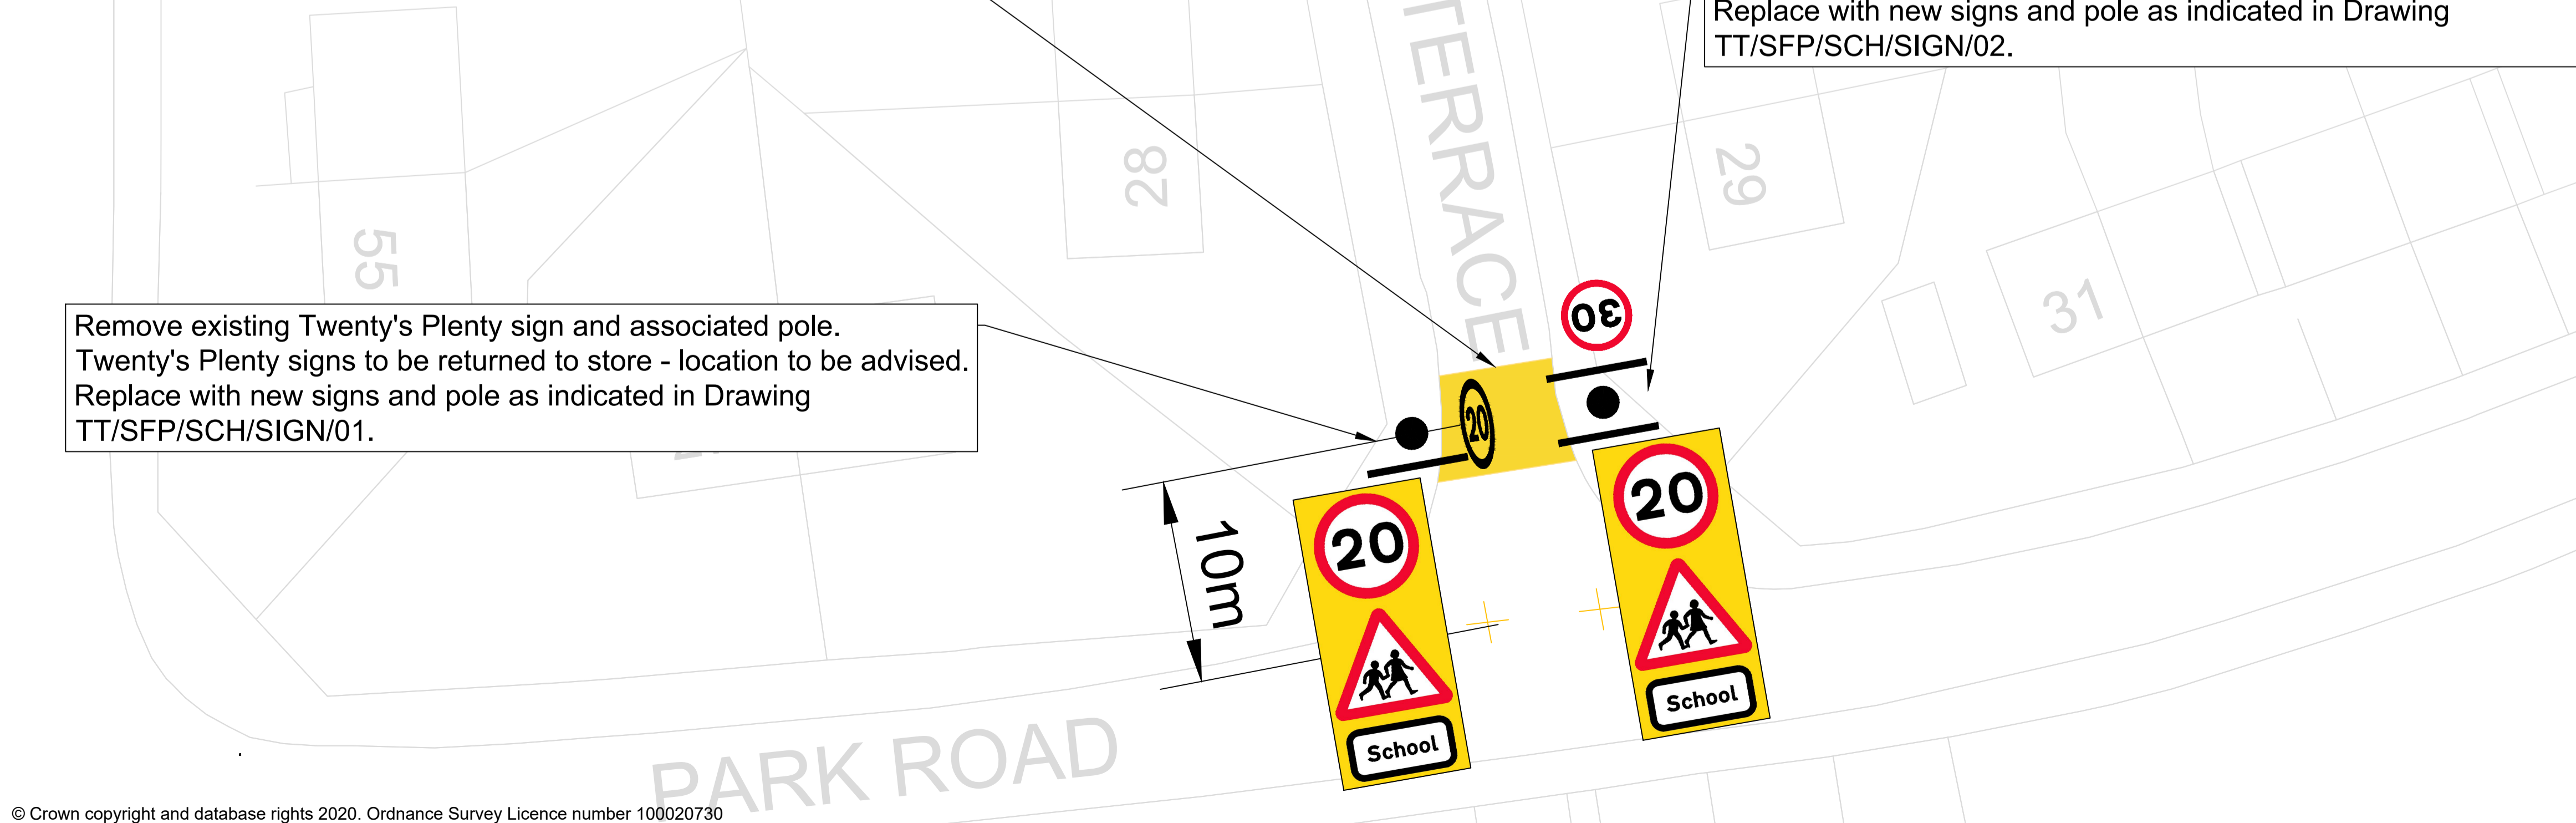 Replace with new signs and pole as indicated in Drawing
TT/SFP/SCH/SIGN/02.
TERRACE
28
29
55
31
30
Remove existing Twenty's Plenty sign and associated pole.
Twenty's Plenty signs to be returned to store - location to be advised.
Replace with new signs and pole as indicated in Drawing
TT/SFP/SCH/SIGN/01.
20
20
20
10m
School
School
PARK ROAD
© Crown copyright and database rights 2020. Ordnance Survey Licence number 100020730